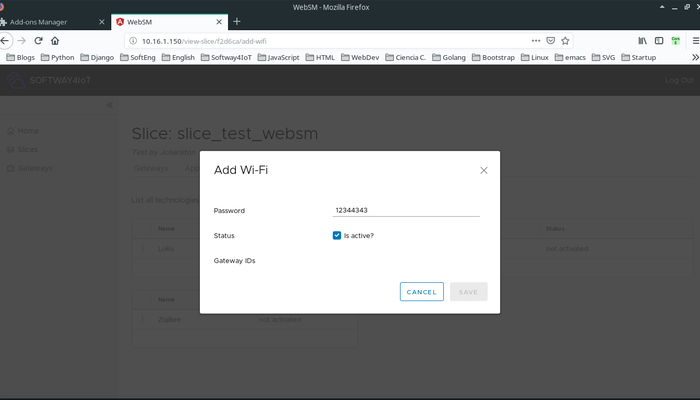 WebSM - Mozilla Firefox
Add-ons Manager
WebSM
10.16.1.150/view-slice/f2d6ca/add-wifi
Blogs Python Django SoftEng English Softway4IoT JavaScript HTML WebDev Ciencia C. Golang Bootstrap Linux emacs SVG Startup
SOFTWAY4IoT Log Out
Home
Slices
Gateways
Slice: slice_test_websm
Test by Josenilton
Gateways
List all technologies
Name Status
LoRa not activated
Name
ZigBee not activated
Add Wi-Fi
Password 12344343
Status Is active?
Gateway IDs
CANCEL SAVE